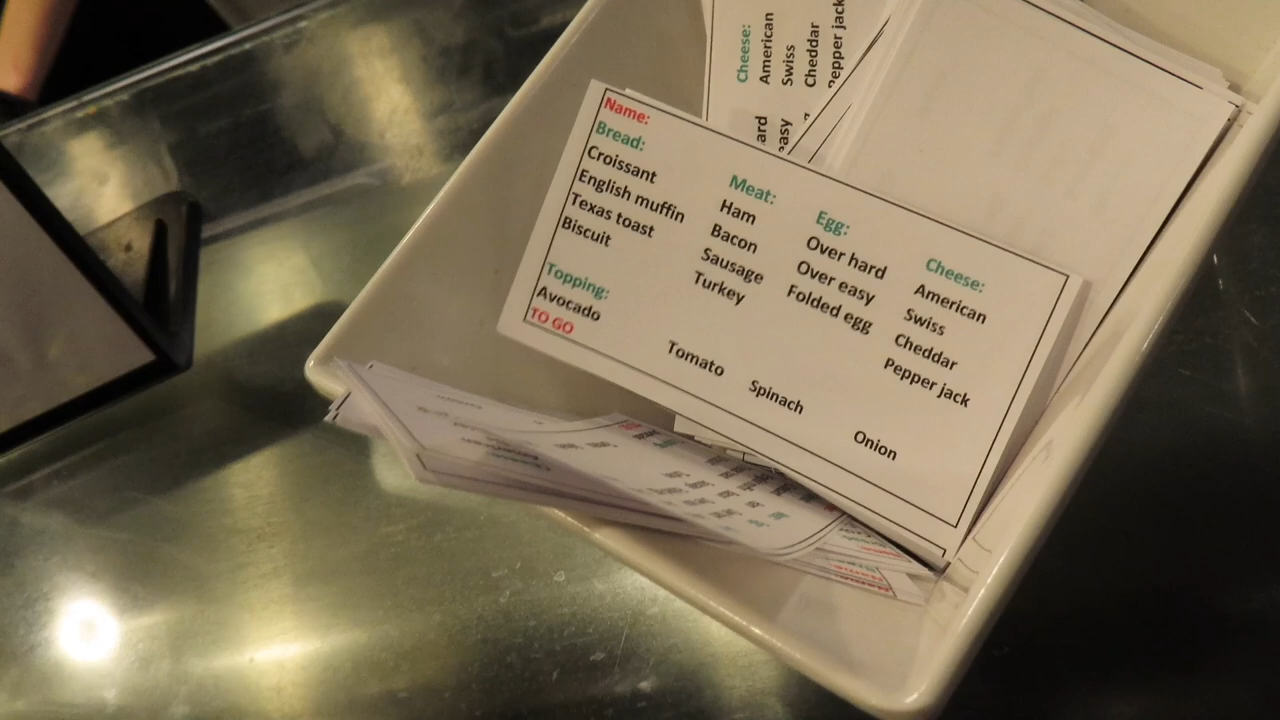 Cheese:
American
Swiss
Cheddar
Pepper jack
easy
Name:
Bread:
Croissant
English muffin
Texas toast
Biscuit
Topping:
Avocado
TO GO
Meat:
Ham
Bacon
Sausage
Turkey
Egg:
Over hard
Over easy
Folded egg
Cheese:
American
Swiss
Cheddar
Pepper jack
Tomato
Spinach
Onion